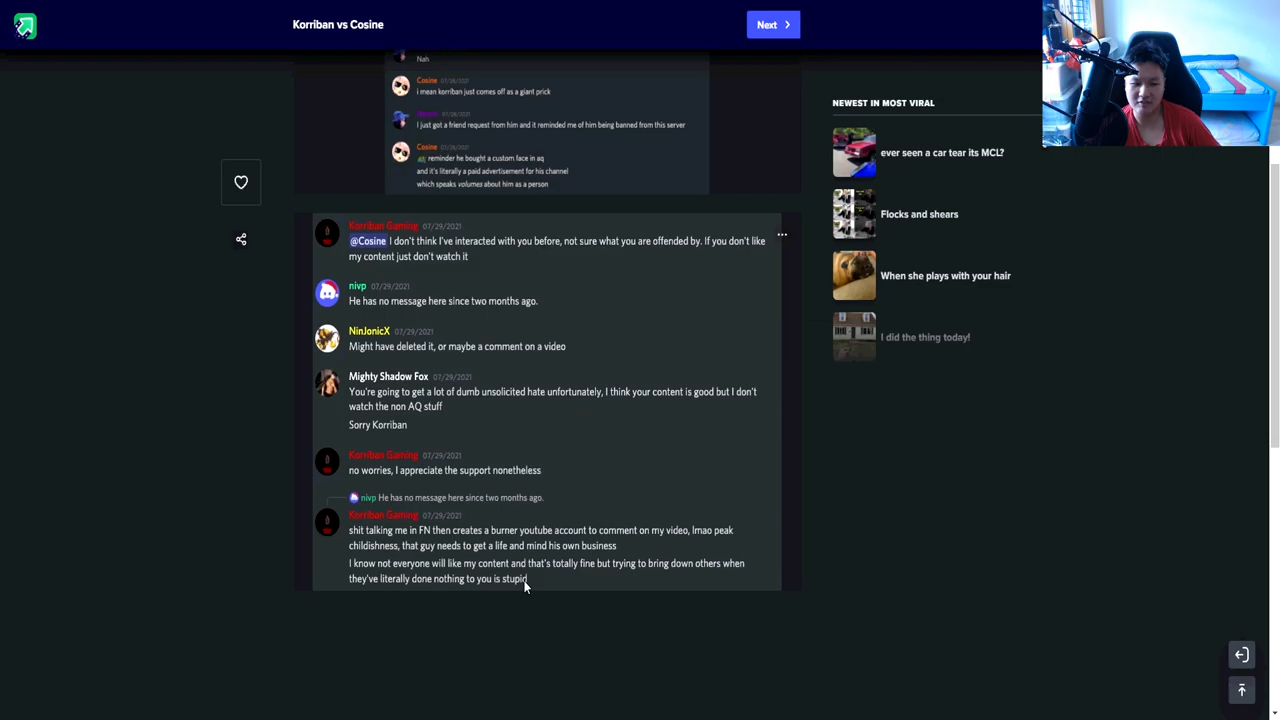 Korriban vs Cosine
Next
Nah
Cosine 07/28/2021
i mean korriban just comes off as a giant prick
I just got a friend request from him and it reminded me of him being banned from this server
Cosine 07/28/2021
reminder he bought a custom face in aq
and it's literally a paid advertisement for his channel
which speaks volumes about him as a person
Korriban Gaming 07/29/2021
@Cosine I don't think I've interacted with you before, not sure what you are offended by. If you don't like
my content just don't watch it
nivp 07/29/2021
He has no message here since two months ago.
NinJonicX 07/29/2021
Might have deleted it, or maybe a comment on a video
Mighty Shadow Fox 07/29/2021
You're going to get a lot of dumb unsolicited hate unfortunately, I think your content is good but I don't
watch the non AQ stuff
Sorry Korriban
Korriban Gaming 07/29/2021
no worries, I appreciate the support nonetheless
nivp He has no message here since two months ago.
Korriban Gaming 07/29/2021
shit talking me in FN then creates a burner youtube account to comment on my video, lmao peak
childishness, that guy needs to get a life and mind his own business
I know not everyone will like my content and that's totally fine but trying to bring down others when
they've literally done nothing to you is stupid
NEWEST IN MOST VIRAL
ever seen a car tear its MCL?
Flocks and shears
When she plays with your hair
I did the thing today!